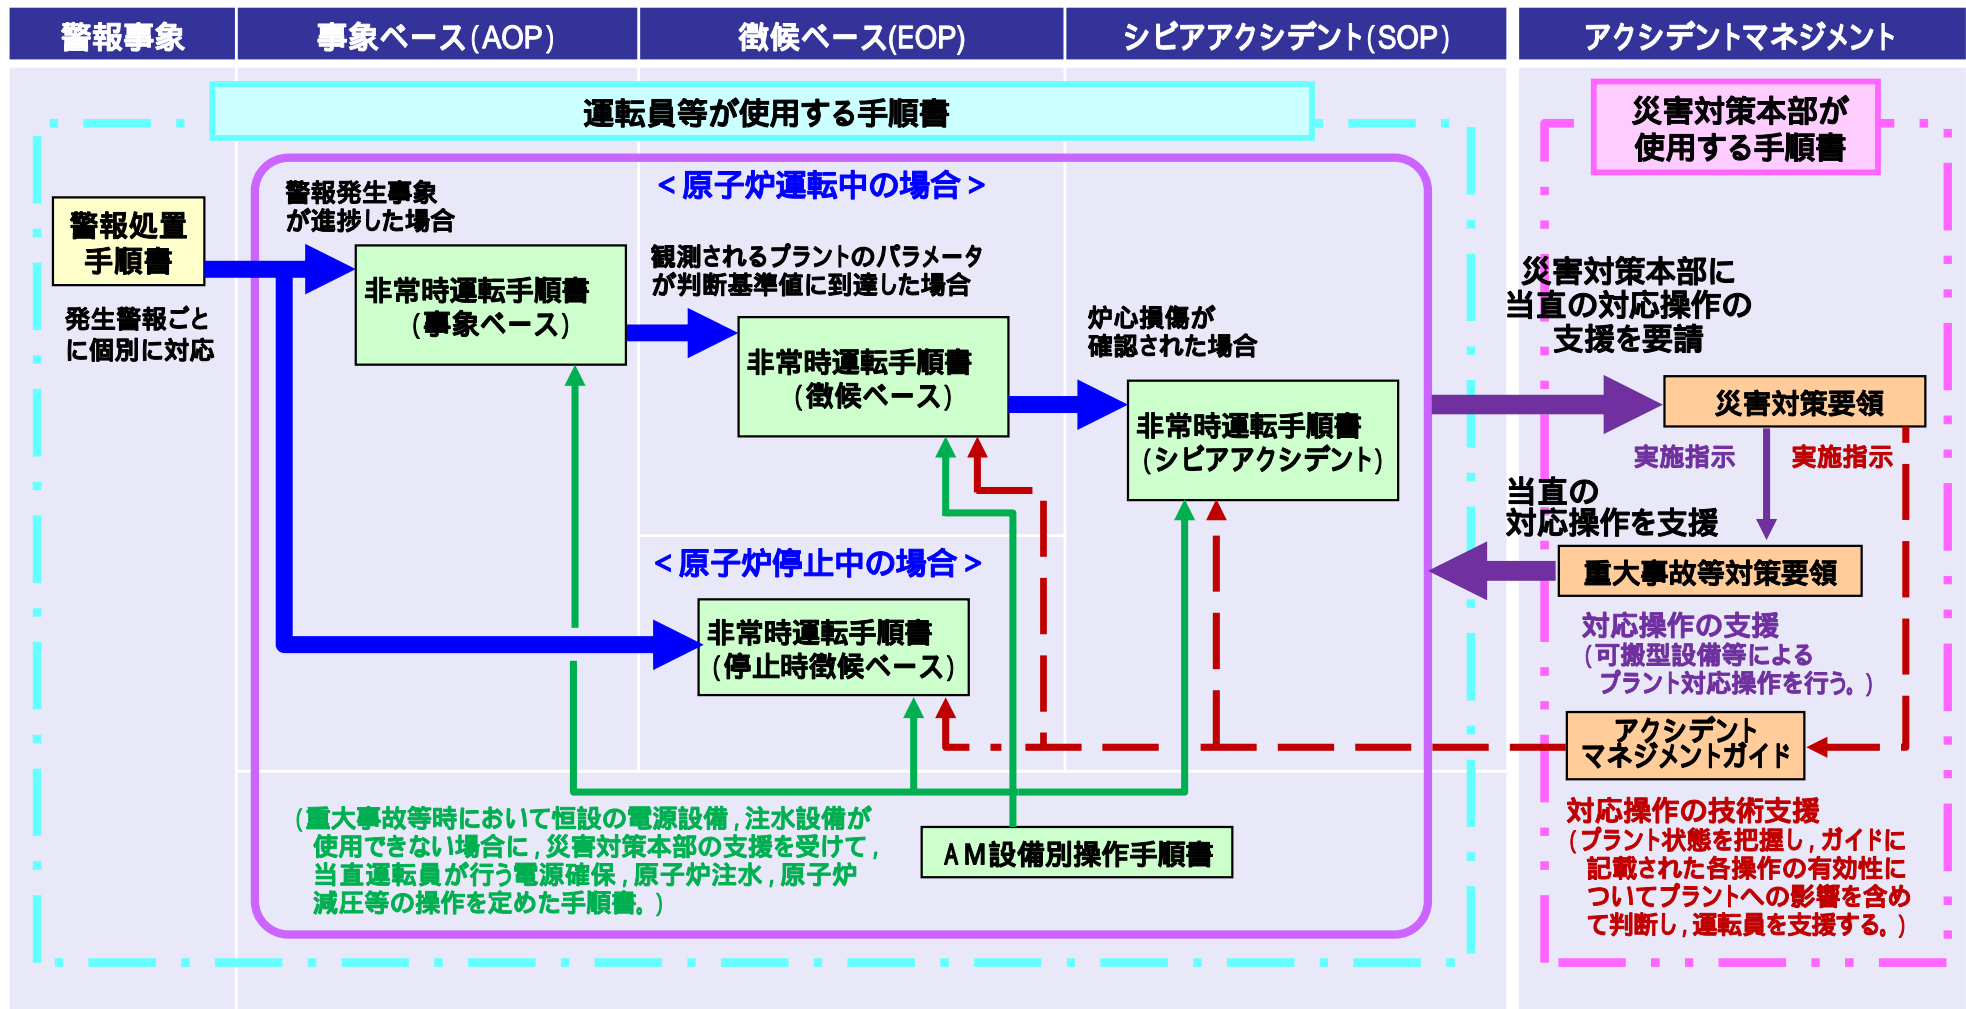 警報事象
事象ベース(AOP)
徴候ベース(EOP)
シビアアクシデント(SOP)
アクシデントマネジメント
運転員等が使用する手順書
災害対策本部が
使用する手順書
<原子炉運転中の場合>
警報発生事象
が進捗した場合
警報処置
手順書
発生警報ごと
に個別に対応
非常時運転手順書
(事象ベース)
観測されるプラントのパラメータ
が判断基準値に到達した場合
非常時運転手順書
(徴候ベース)
炉心損傷が
確認された場合
非常時運転手順書
(シビアアクシデント)
災害対策本部に
当直の対応操作の
支援を要請
災害対策要領
実施指示
実施指示
当直の
対応操作を支援
重大事故等対策要領
対応操作の支援
(可搬型設備等による
プラント対応操作を行う。)
<原子炉停止中の場合>
非常時運転手順書
(停止時徴候ベース)
アクシデント
マネジメントガイド
対応操作の技術支援
(プラント状態を把握し,ガイドに
記載された各操作の有効性に
ついてプラントへの影響を含め
て判断し,運転員を支援する。)
(重大事故等時において恒設の電源設備,注水設備が
使用できない場合に,災害対策本部の支援を受けて,
当直運転員が行う電源確保,原子炉注水,原子炉
減圧等の操作を定めた手順書。)
AM設備別操作手順書